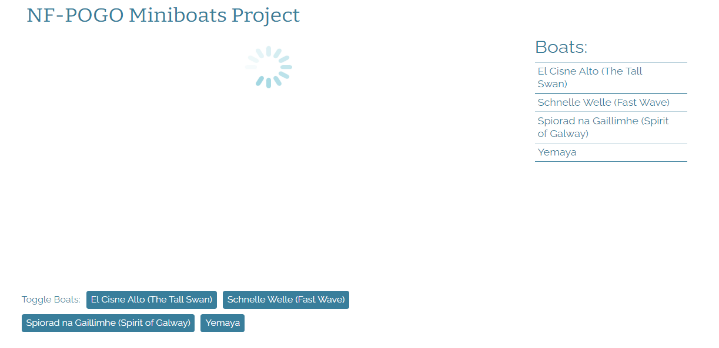 NF-POGO Miniboats Project
Boats:
El Cisne Alto (The Tall
Swan)
Schnelle Welle (Fast Wave)
Spiorad na Gaillimhe (Spirit
of Galway)
Yemaya
Toggle Boats: El Cisne Alto (The Tall Swan) Schnelle Welle (Fast Wave)
Spiorad na Gaillimhe (Spirit of Galway) Yemaya